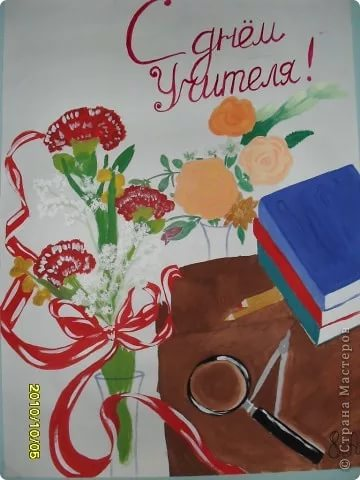 С днём
Учителя!
2010/10/05
© Страна Мастеров